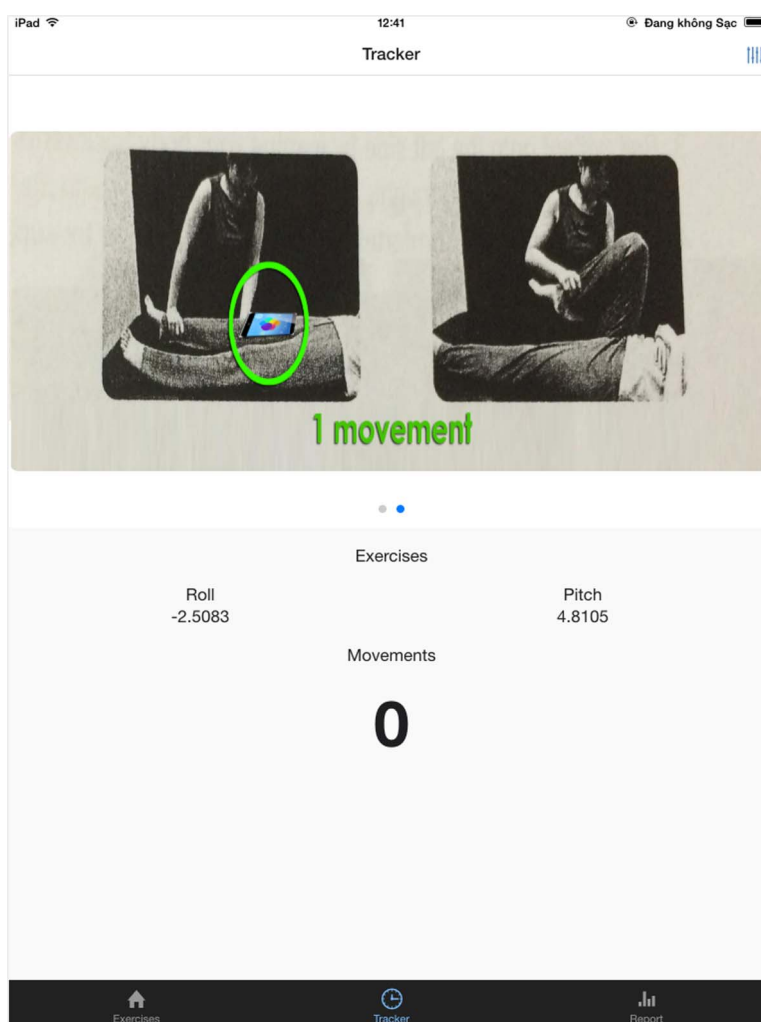 iPad 12:41 Đang không Sạc
Tracker
1 movement
Exercises
Roll Pitch
-2.5083 4.8105
Movements
0
Exercises Tracker Report